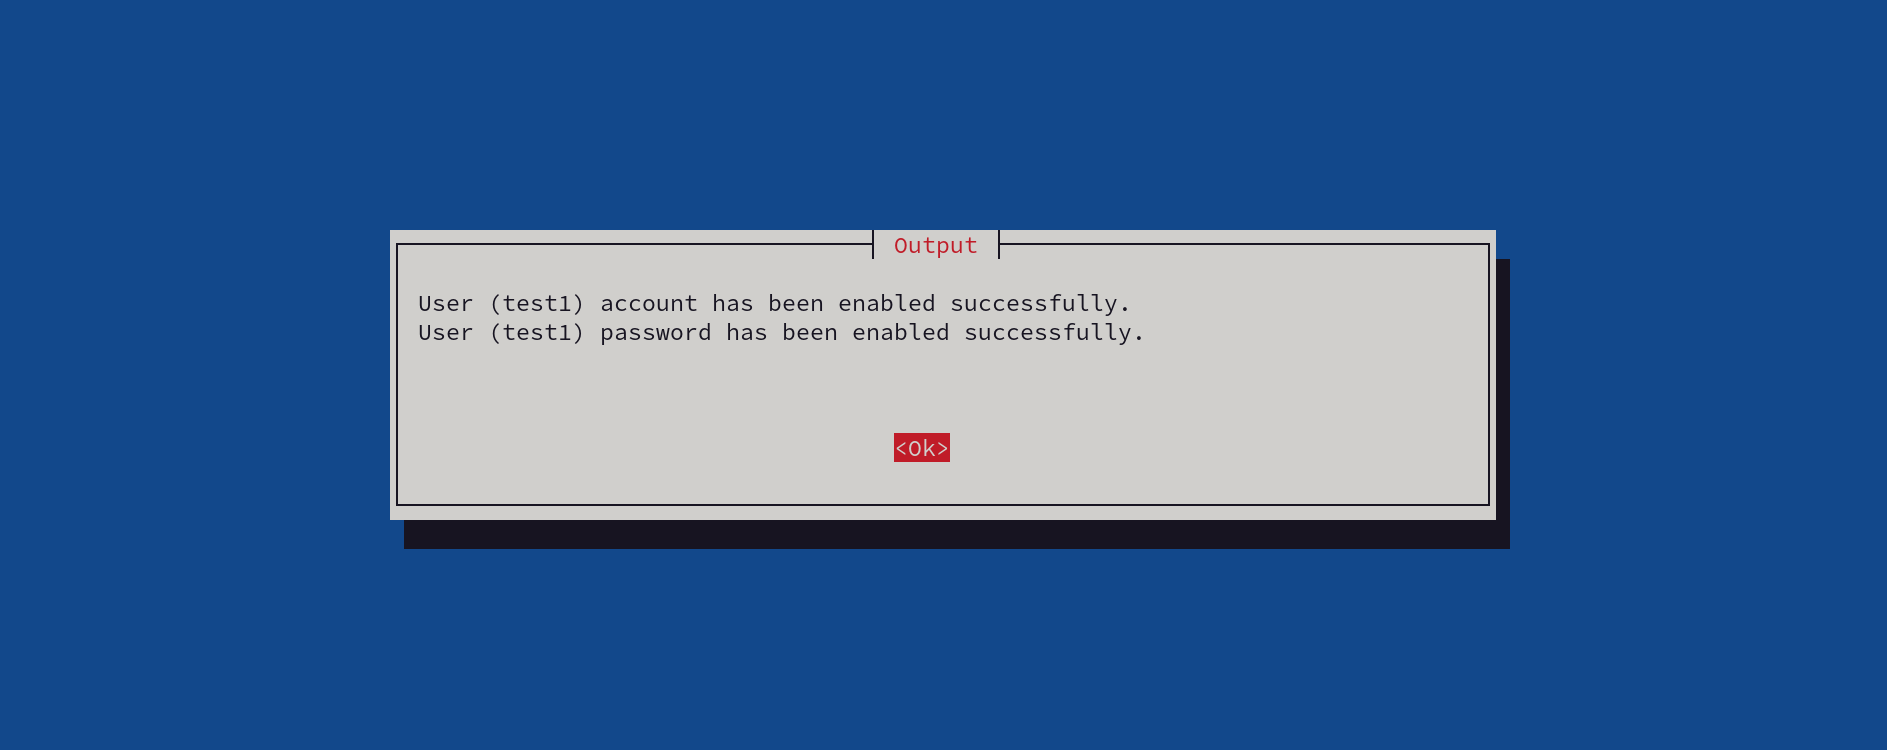 Output
User (test1) account has been enabled successfully.
User (test1) password has been enabled successfully.
<Ok>